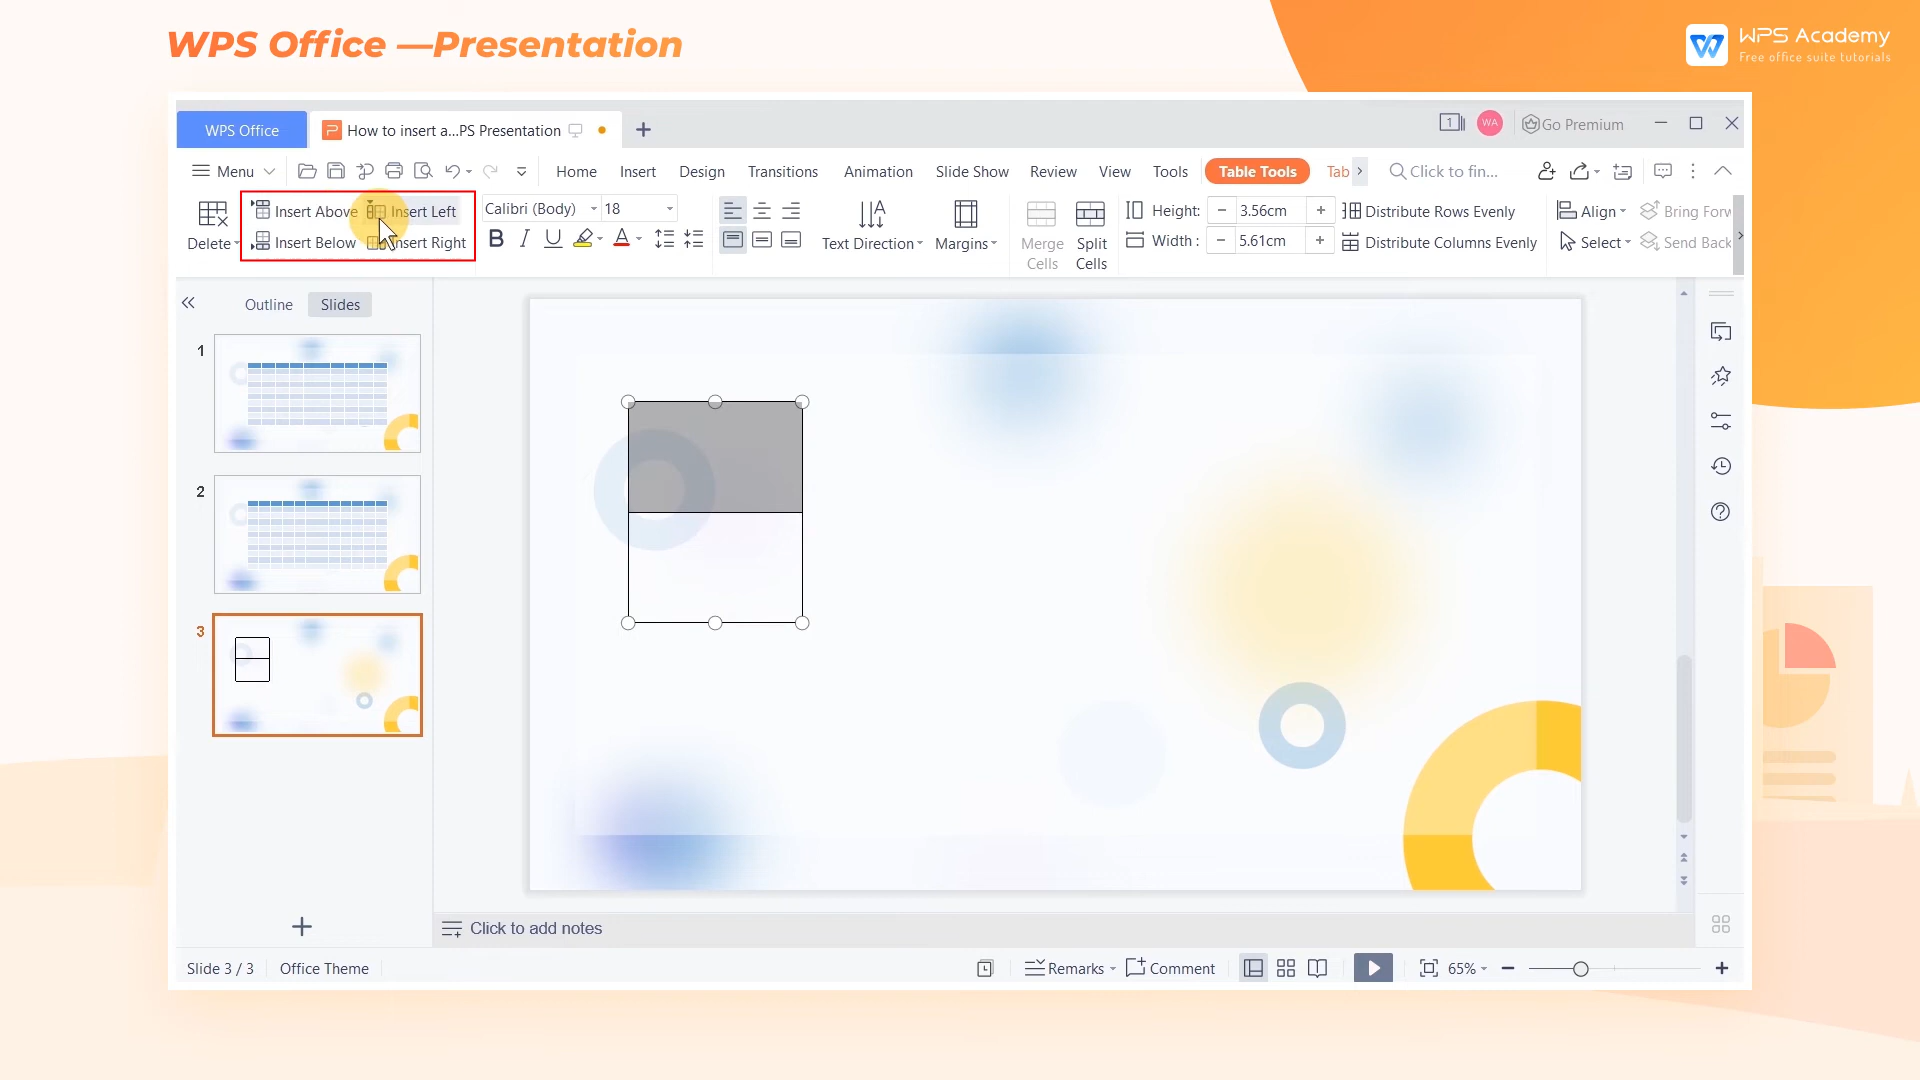 WPS Office —Presentation
WPS Academy
Free office suite tutorials
WPS Office
How to insert a...PS Presentation
1
WA
Go Premium
Menu
Home
Insert
Design
Transitions
Animation
Slide Show
Review
View
Tools
Table Tools
Tab
Click to fin...
Delete
Insert Above
Insert Left
Insert Below
Insert Right
Calibri (Body)
18
B I U A
Text Direction
Margins
Merge
Cells
Split
Cells
Height:
3.56cm
Width :
5.61cm
Distribute Rows Evenly
Distribute Columns Evenly
Align
Select
Bring Forw
Send Back
Outline
Slides
1
2
3
Click to add notes
Slide 3 / 3
Office Theme
Remarks
Comment
65%